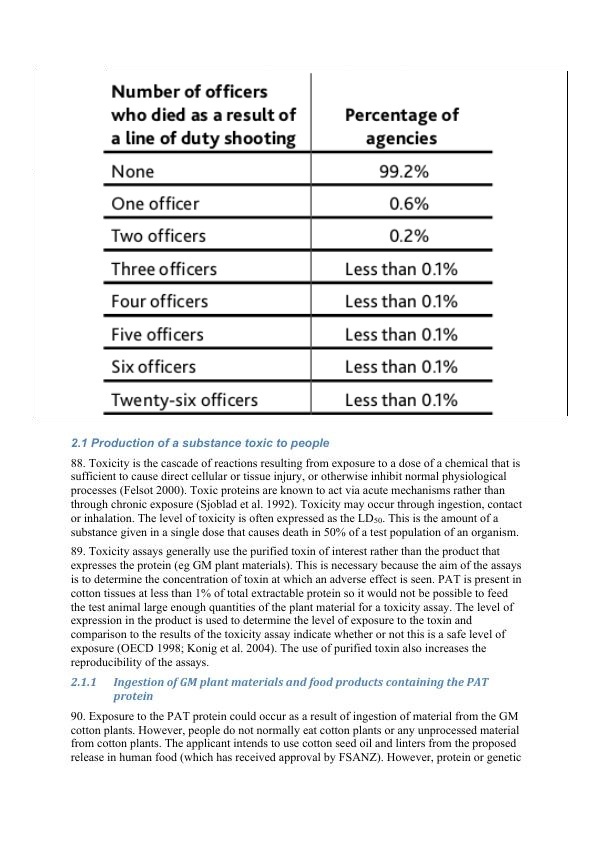 Number of officers
who died as a result of
a line of duty shooting
Percentage of
agencies
None 99.2%
One officer 0.6%
Two officers 0.2%
Three officers Less than 0.1%
Four officers Less than 0.1%
Five officers Less than 0.1%
Six officers Less than 0.1%
Twenty-six officers Less than 0.1%
2.1 Production of a substance toxic to people
88. Toxicity is the cascade of reactions resulting from exposure to a dose of a chemical that is
sufficient to cause direct cellular or tissue injury, or otherwise inhibit normal physiological
processes (Felsot 2000). Toxic proteins are known to act via acute mechanisms rather than
through chronic exposure (Sjoblad et al. 1992). Toxicity may occur through ingestion, contact
or inhalation. The level of toxicity is often expressed as the LD₅₀. This is the amount of a
substance given in a single dose that causes death in 50% of a test population of an organism.
89. Toxicity assays generally use the purified toxin of interest rather than the product that
expresses the protein (eg GM plant materials). This is necessary because the aim of the assays
is to determine the concentration of toxin at which an adverse effect is seen. PAT is present in
cotton tissues at less than 1% of total extractable protein so it would not be possible to feed
the test animal large enough quantities of the plant material for a toxicity assay. The level of
expression in the product is used to determine the level of exposure to the toxin and
comparison to the results of the toxicity assay indicate whether or not this is a safe level of
exposure (OECD 1998; Konig et al. 2004). The use of purified toxin also increases the
reproducibility of the assays.
2.1.1 Ingestion of GM plant materials and food products containing the PAT
protein
90. Exposure to the PAT protein could occur as a result of ingestion of material from the GM
cotton plants. However, people do not normally eat cotton plants or any unprocessed material
from cotton plants. The applicant intends to use cotton seed oil and linters from the proposed
release in human food (which has received approval by FSANZ). However, protein or genetic